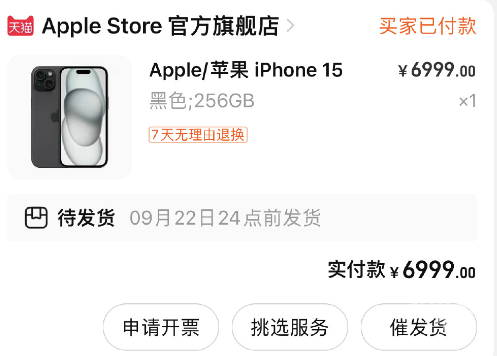 天猫 Apple Store 官方旗舰店 > 买家已付款
Apple/苹果 iPhone 15 ¥6999.00
黑色;256GB ×1
7天无理由退换
待发货 09月22日24点前发货
实付款 ¥6999.00
申请开票 挑选服务 催发货